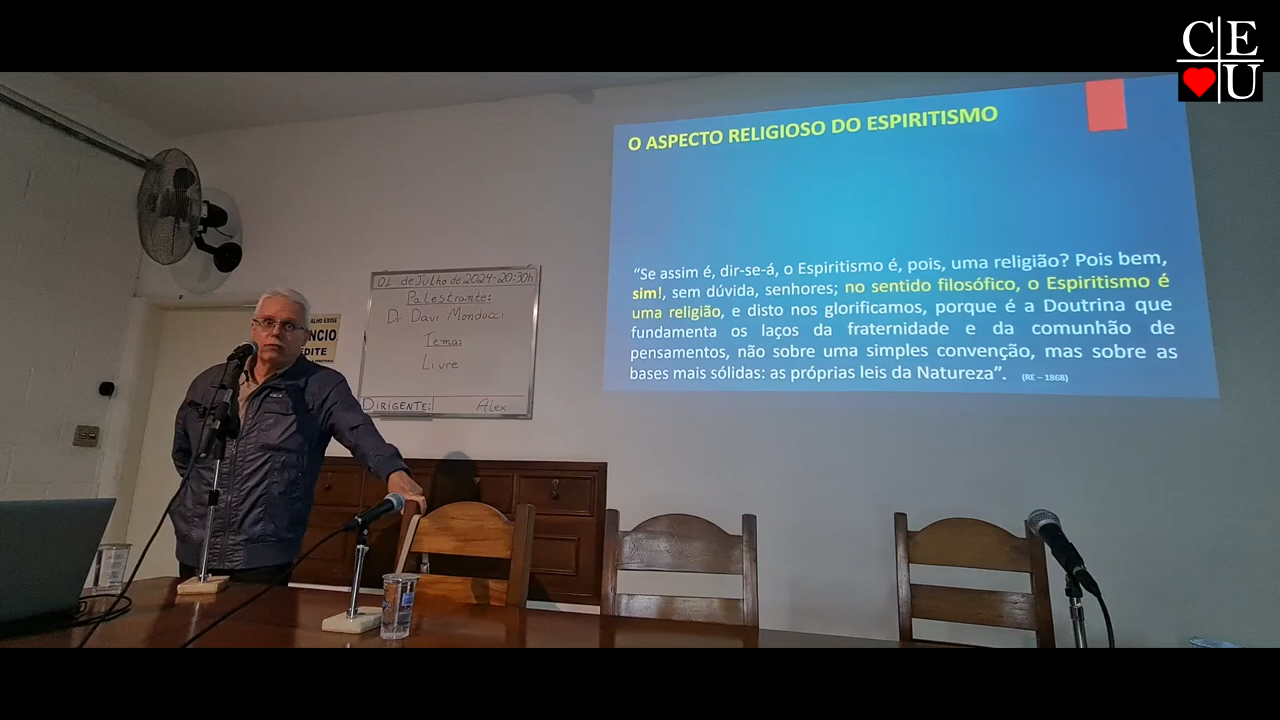 CE
U
O ASPECTO RELIGIOSO DO ESPIRITISMO
“Se assim é, dir-se-á, o Espiritismo é, pois, uma religião? Pois bem,
sim!, sem dúvida, senhores; no sentido filosófico, o Espiritismo é
uma religião, e disto nos glorificamos, porque é a Doutrina que
fundamenta os laços da fraternidade e da comunhão de
pensamentos, não sobre uma simples convenção, mas sobre as
bases mais sólidas: as próprias leis da Natureza”. (RE – 1868)
01 de Julho de 2024-20:30h
Palestrante:
Dr Davi Monducci
Tema:
Livre
DIRIGENTE: Alex
ALHO EXIGE
NCIO
EDITE